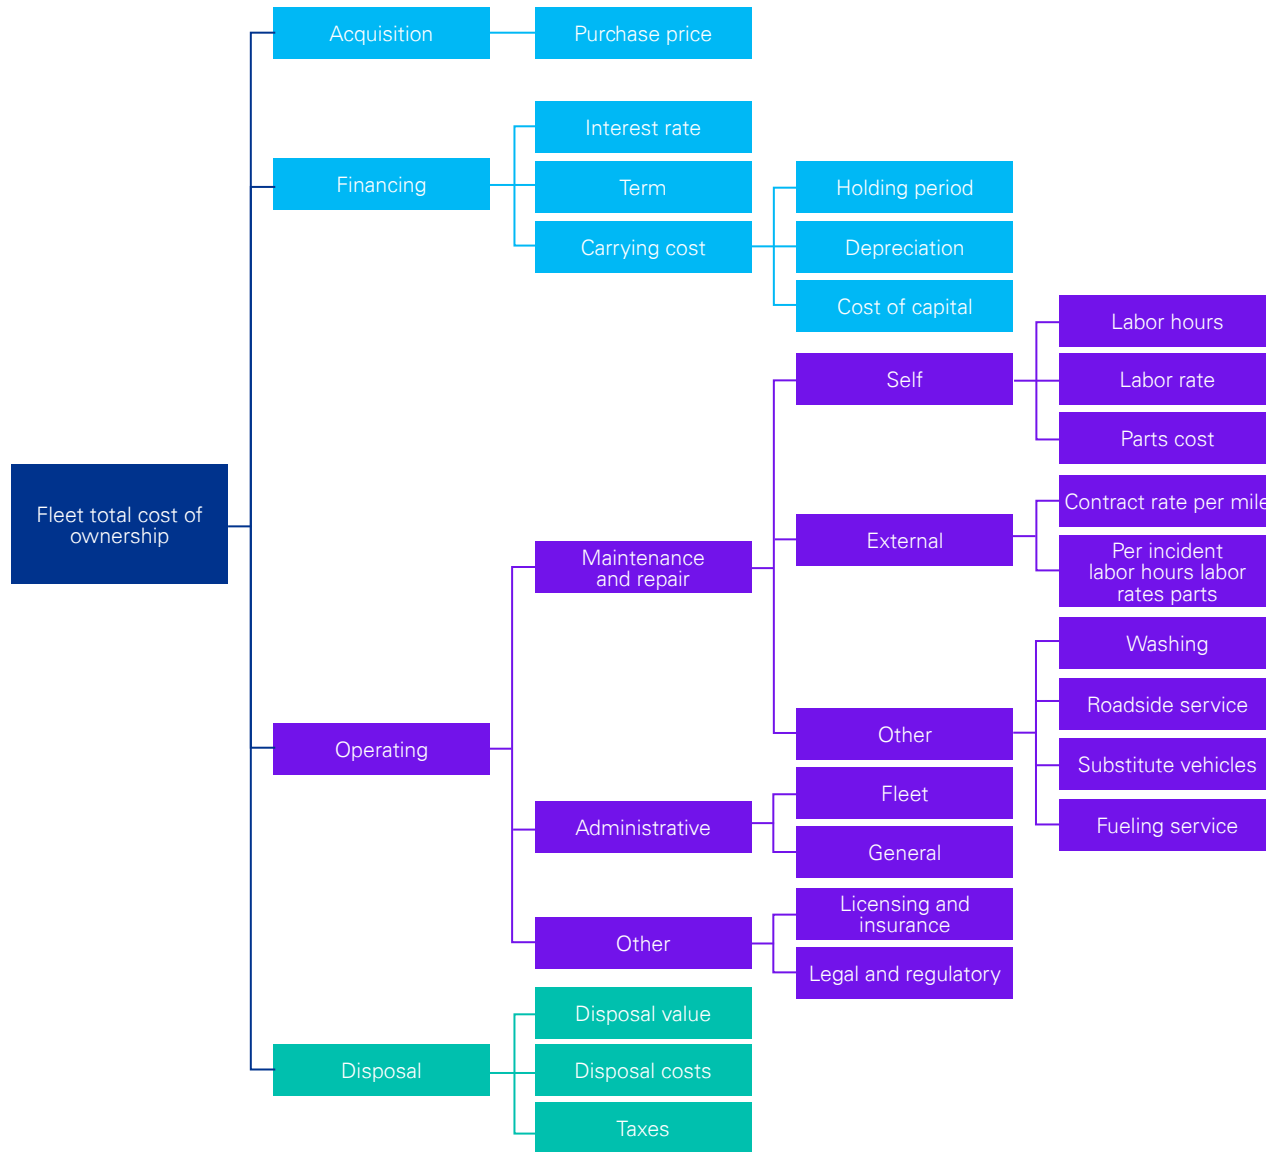 Acquisition
Purchase price
Interest rate
Financing
Term
Holding period
Carrying cost
Depreciation
Cost of capital
Labor hours
Self
Labor rate
Parts cost
Fleet total cost of
ownership
Contract rate per mile
External
Maintenance
and repair
Per incident
labor hours labor
rates parts
Washing
Roadside service
Operating
Other
Substitute vehicles
Fleet
Administrative
Fueling service
General
Licensing and
insurance
Other
Legal and regulatory
Disposal value
Disposal
Disposal costs
Taxes